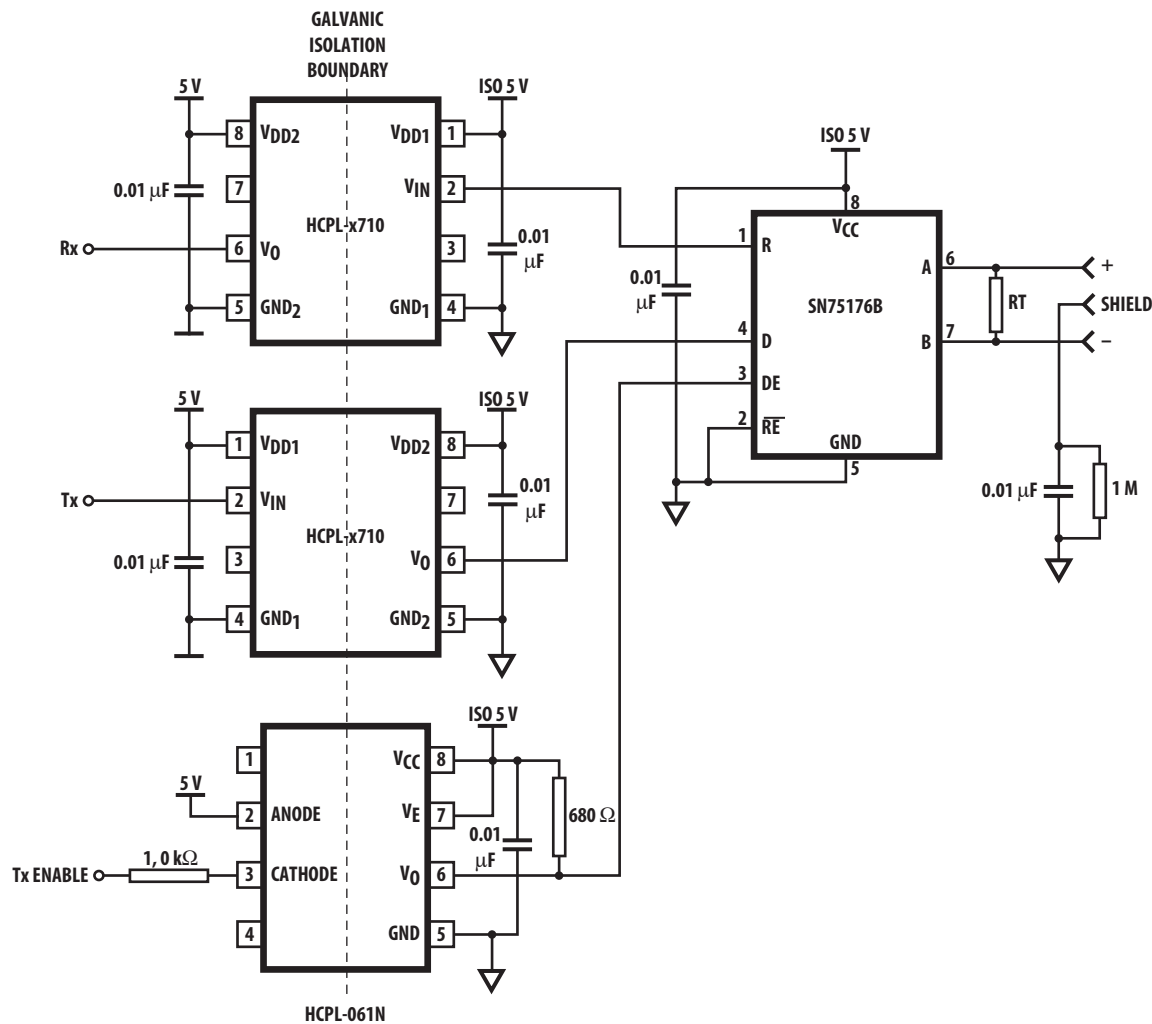 GALVANIC
ISOLATION
BOUNDARY
5 V
ISO 5 V
8 VDD2
VDD1 1
0.01 μF
7
VIN 2
HCPL-x710
Rx
6 VO
3
0.01
μF
5 GND2
GND1 4
5 V
ISO 5 V
1 VDD1
VDD2 8
Tx
2 VIN
7
0.01
μF
HCPL-x710
0.01 μF
3
VO 6
4 GND1
GND2 5
ISO 5 V
1
VCC 8
5 V
2 ANODE
VE 7
680 Ω
0.01
μF
1, 0 kΩ
Tx ENABLE
3 CATHODE
VO 6
4
GND 5
HCPL-061N
ISO 5 V
8
VCC
1
R
A
6
+
0.01
μF
SN75176B
RT
SHIELD
4
D
B
7
–
3
DE
2
RE
GND
5
0.01 μF
1 M